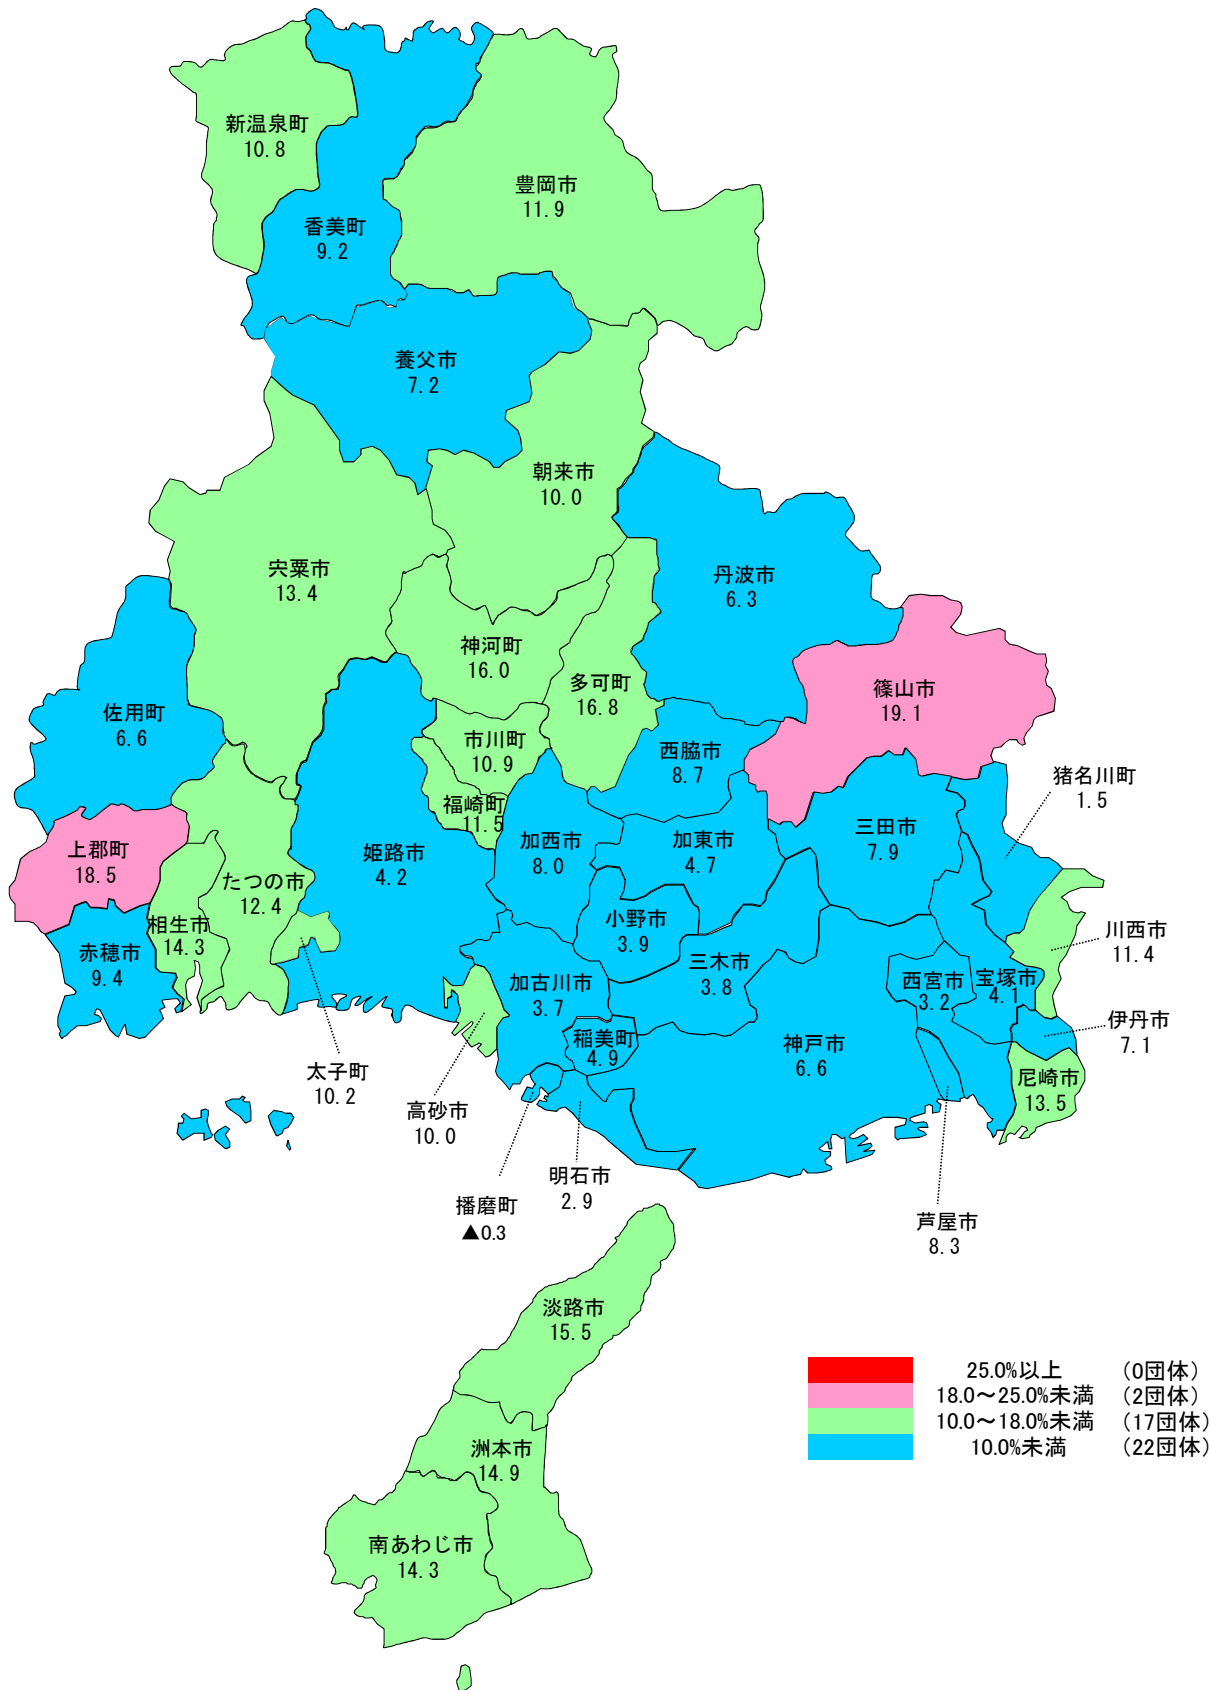 新温泉町
10.8
豊岡市
11.9
香美町
9.2
養父市
7.2
朝来市
10.0
宍粟市
13.4
丹波市
6.3
神河町
16.0
多可町
16.8
篠山市
19.1
佐用町
6.6
市川町
10.9
西脇市
8.7
猪名川町
1.5
福崎町
11.5
上郡町
18.5
姫路市
4.2
加西市
8.0
加東市
4.7
三田市
7.9
たつの市
12.4
相生市
14.3
小野市
3.9
川西市
11.4
赤穂市
9.4
加古川市
3.7
三木市
3.8
西宮市
3.2
宝塚市
4.1
稲美町
4.9
神戸市
6.6
伊丹市
7.1
太子町
10.2
尼崎市
13.5
高砂市
10.0
明石市
2.9
播磨町
▲0.3
芦屋市
8.3
淡路市
15.5
洲本市
14.9
南あわじ市
14.3
25.0%以上 （0団体）
18.0～25.0%未満 （2団体）
10.0～18.0%未満 （17団体）
10.0%未満 （22団体）